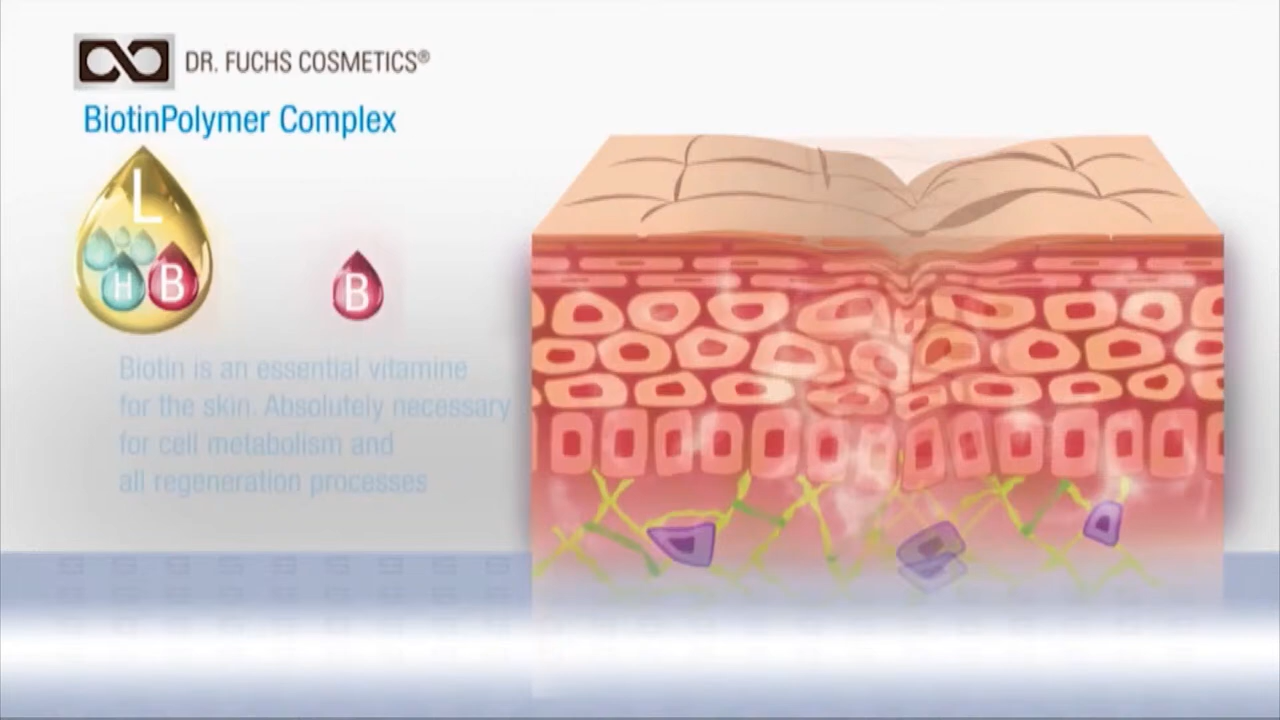 DR. FUCHS COSMETICS®
BiotinPolymer Complex
L
H B
B
Biotin is an essential vitamine
for the skin. Absolutely necessary
for cell metabolism and
all regeneration processes